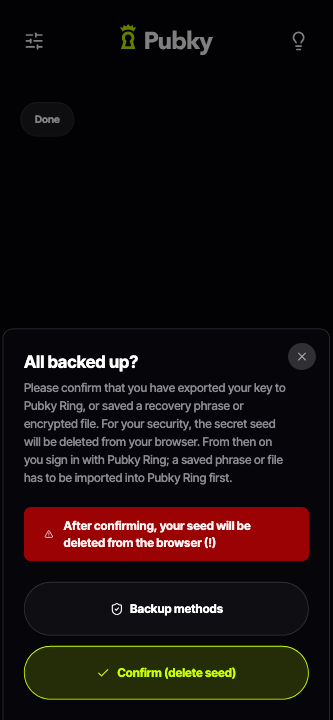 Pubky
Done
All backed up?
Please confirm that you have exported your key to
Pubky Ring, or saved a recovery phrase or
encrypted file. For your security, the secret seed
will be deleted from your browser. From then on
you sign in with Pubky Ring; a saved phrase or file
has to be imported into Pubky Ring first.
After confirming, your seed will be
deleted from the browser (!)
Backup methods
Confirm (delete seed)